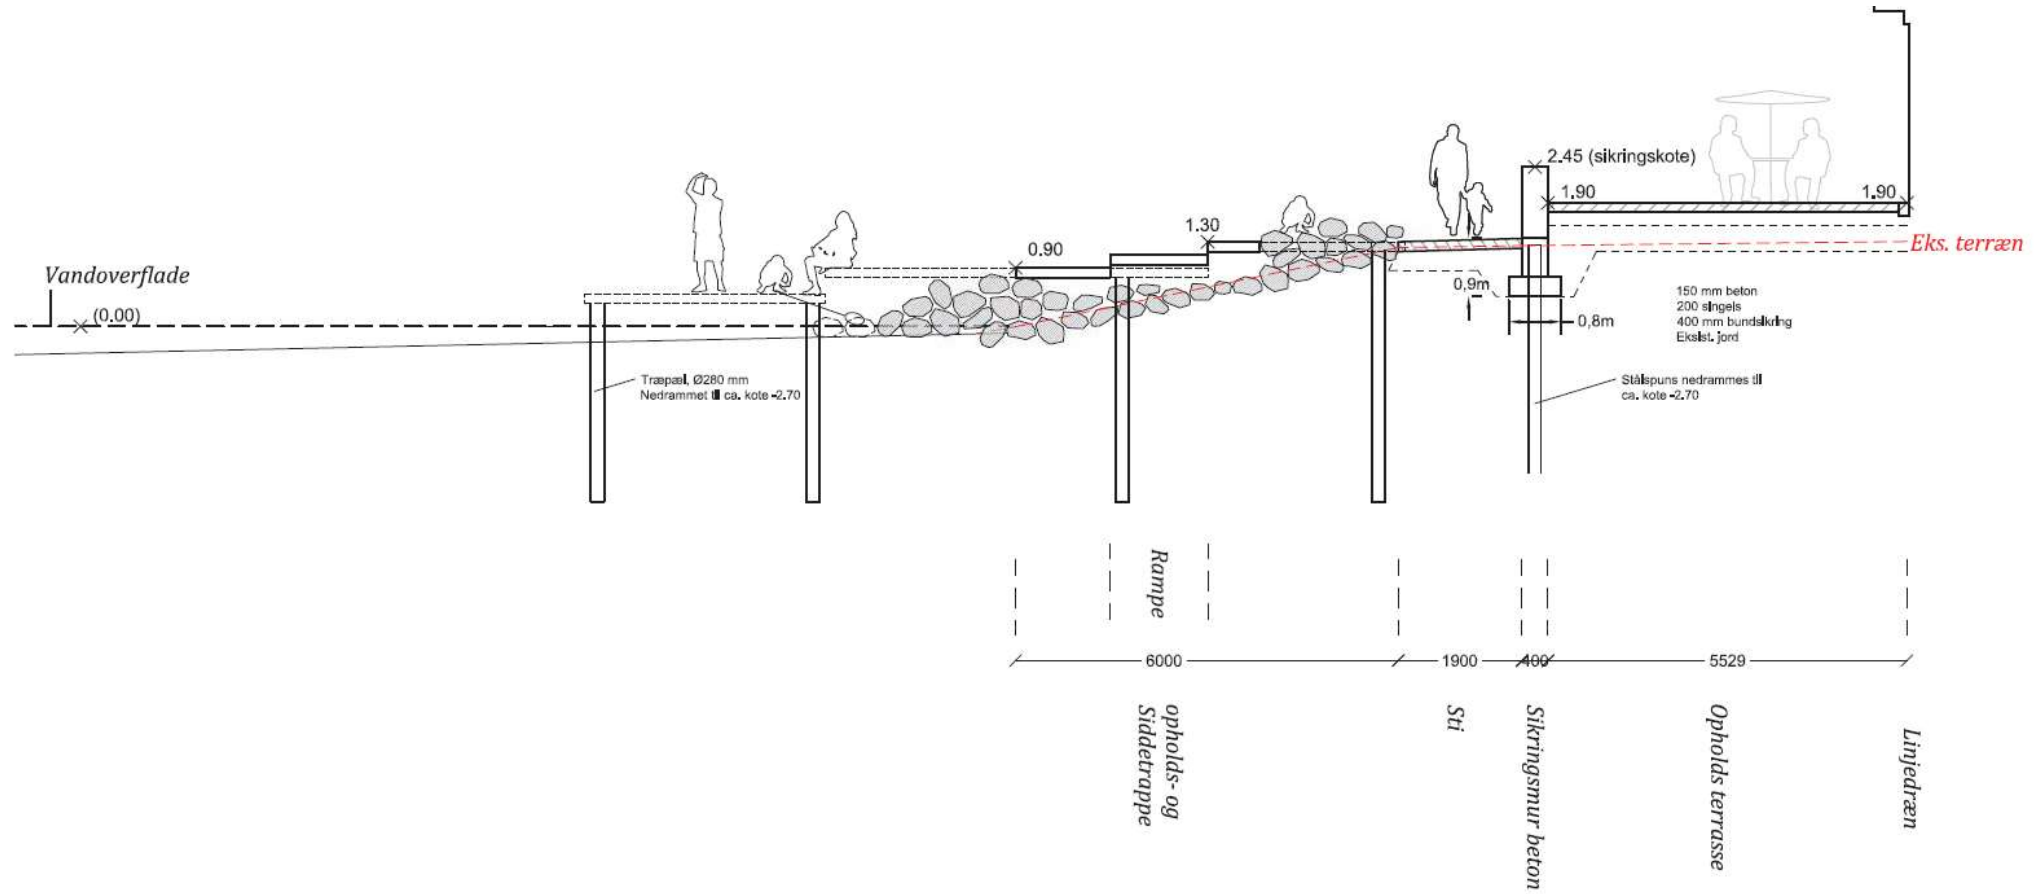 2.45 (sikringskote)
1.90
1.90
1.30
0.90
Eks. terræn
Vandoverflade
(0.00)
0,9m
0,8m
150 mm beton
200 singels
400 mm bundsikring
Eksist. jord
Træpæl, Ø280 mm
Nedrammet til ca. kote -2.70
Stålspuns nedrammes til
ca. kote -2.70
Rampe
6000
1900
400
5529
opholds- og
Siddetrappe
Sti
Sikringsmur beton
Opholds terrasse
Linjedræn